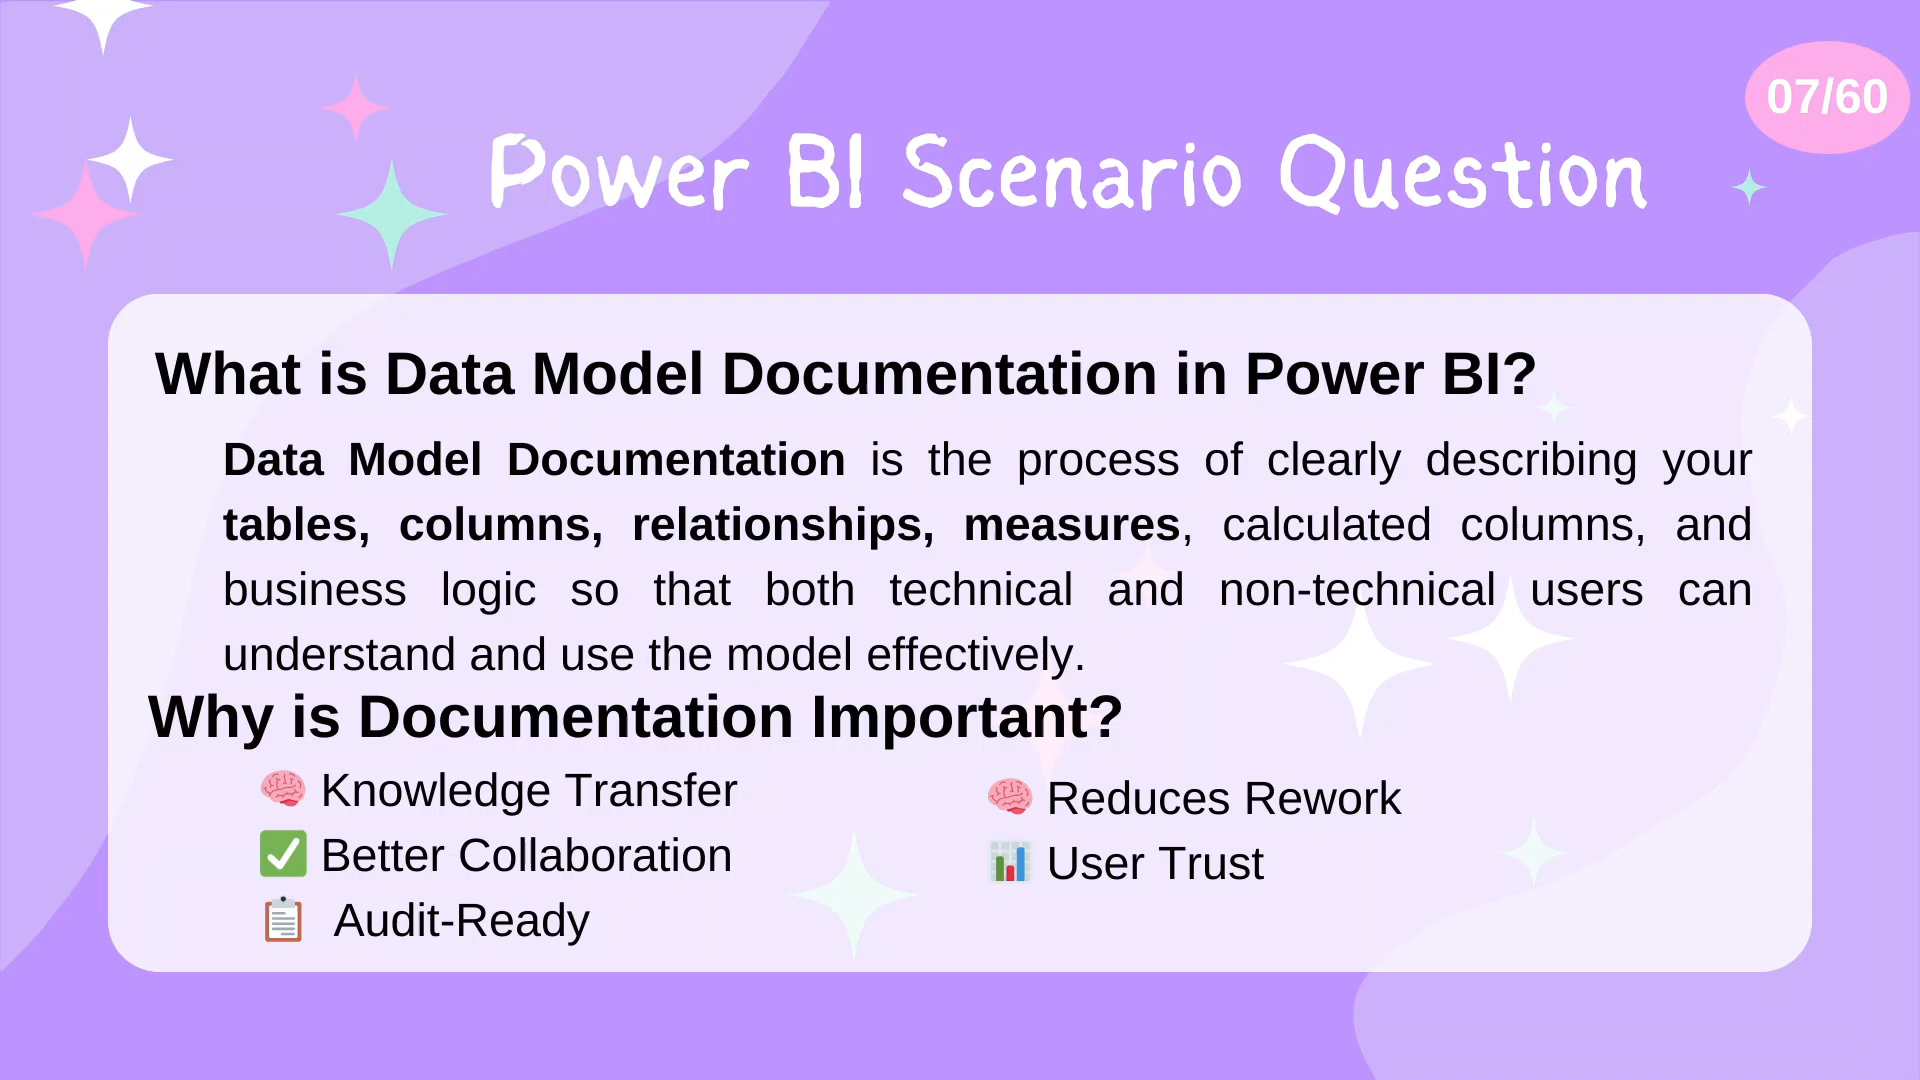 07/60
Power BI Scenario Question
What is Data Model Documentation in Power BI?
Data Model Documentation is the process of clearly describing your
tables, columns, relationships, measures, calculated columns, and
business logic so that both technical and non-technical users can
understand and use the model effectively.
Why is Documentation Important?
🧠 Knowledge Transfer
✅ Better Collaboration
📋 Audit-Ready
🧠 Reduces Rework
📊 User Trust